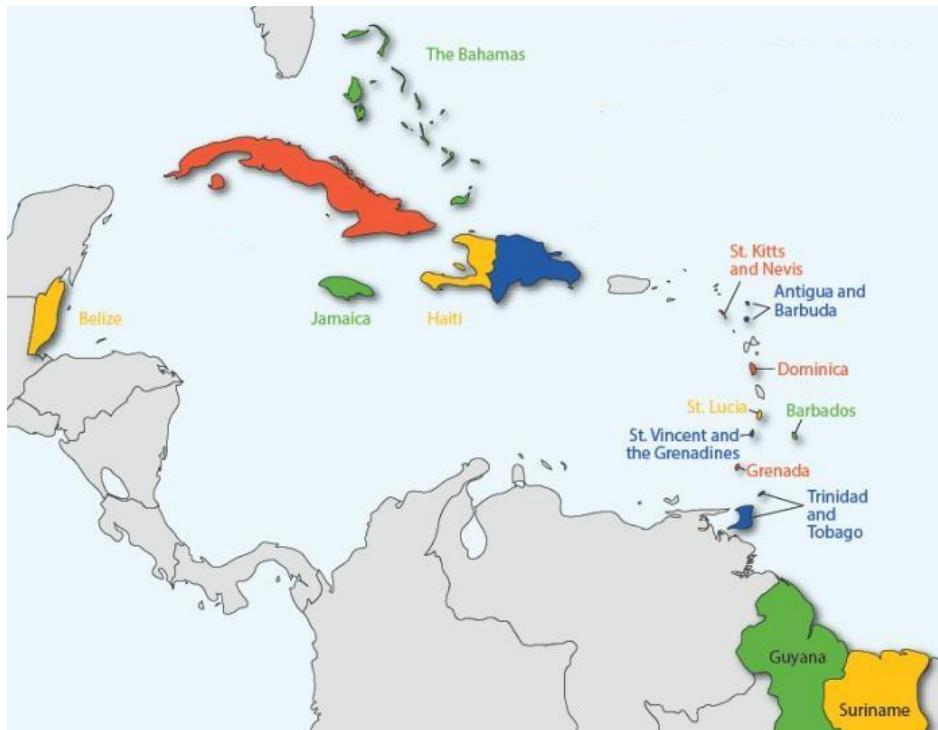 The Bahamas
St. Kitts
and Nevis
Antigua and
Barbuda
Belize
Jamaica
Haiti
Dominica
St. Lucia
Barbados
St. Vincent and
the Grenadines
Grenada
Trinidad
and
Tobago
Guyana
Suriname